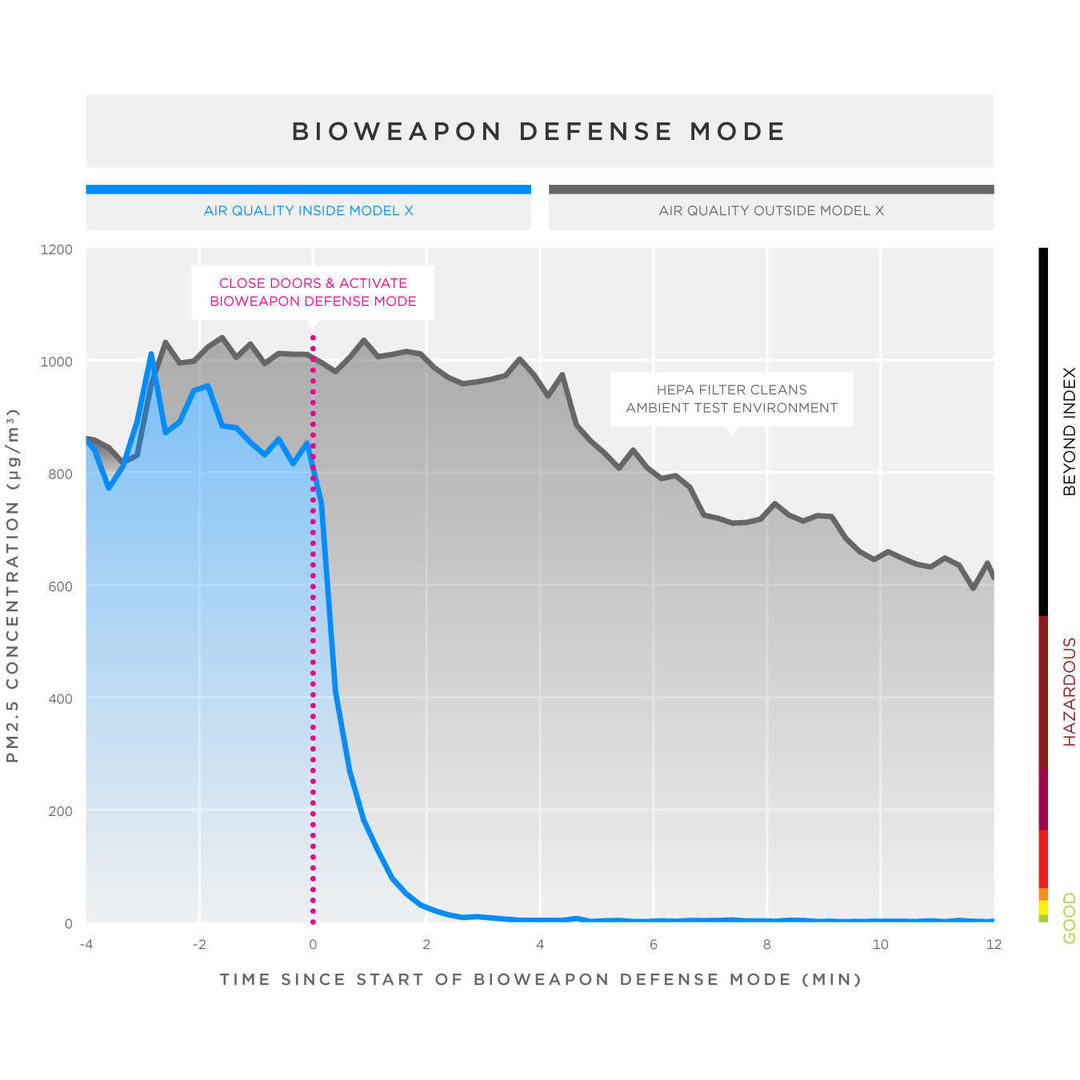 BIOWEAPON DEFENSE MODE
AIR QUALITY INSIDE MODEL X
AIR QUALITY OUTSIDE MODEL X
1200
1000
800
600
400
200
0
PM2.5 CONCENTRATION (µg/m³)
CLOSE DOORS & ACTIVATE
BIOWEAPON DEFENSE MODE
HEPA FILTER CLEANS
AMBIENT TEST ENVIRONMENT
BEYOND INDEX
HAZARDOUS
GOOD
-4
-2
0
2
4
6
8
10
12
TIME SINCE START OF BIOWEAPON DEFENSE MODE (MIN)